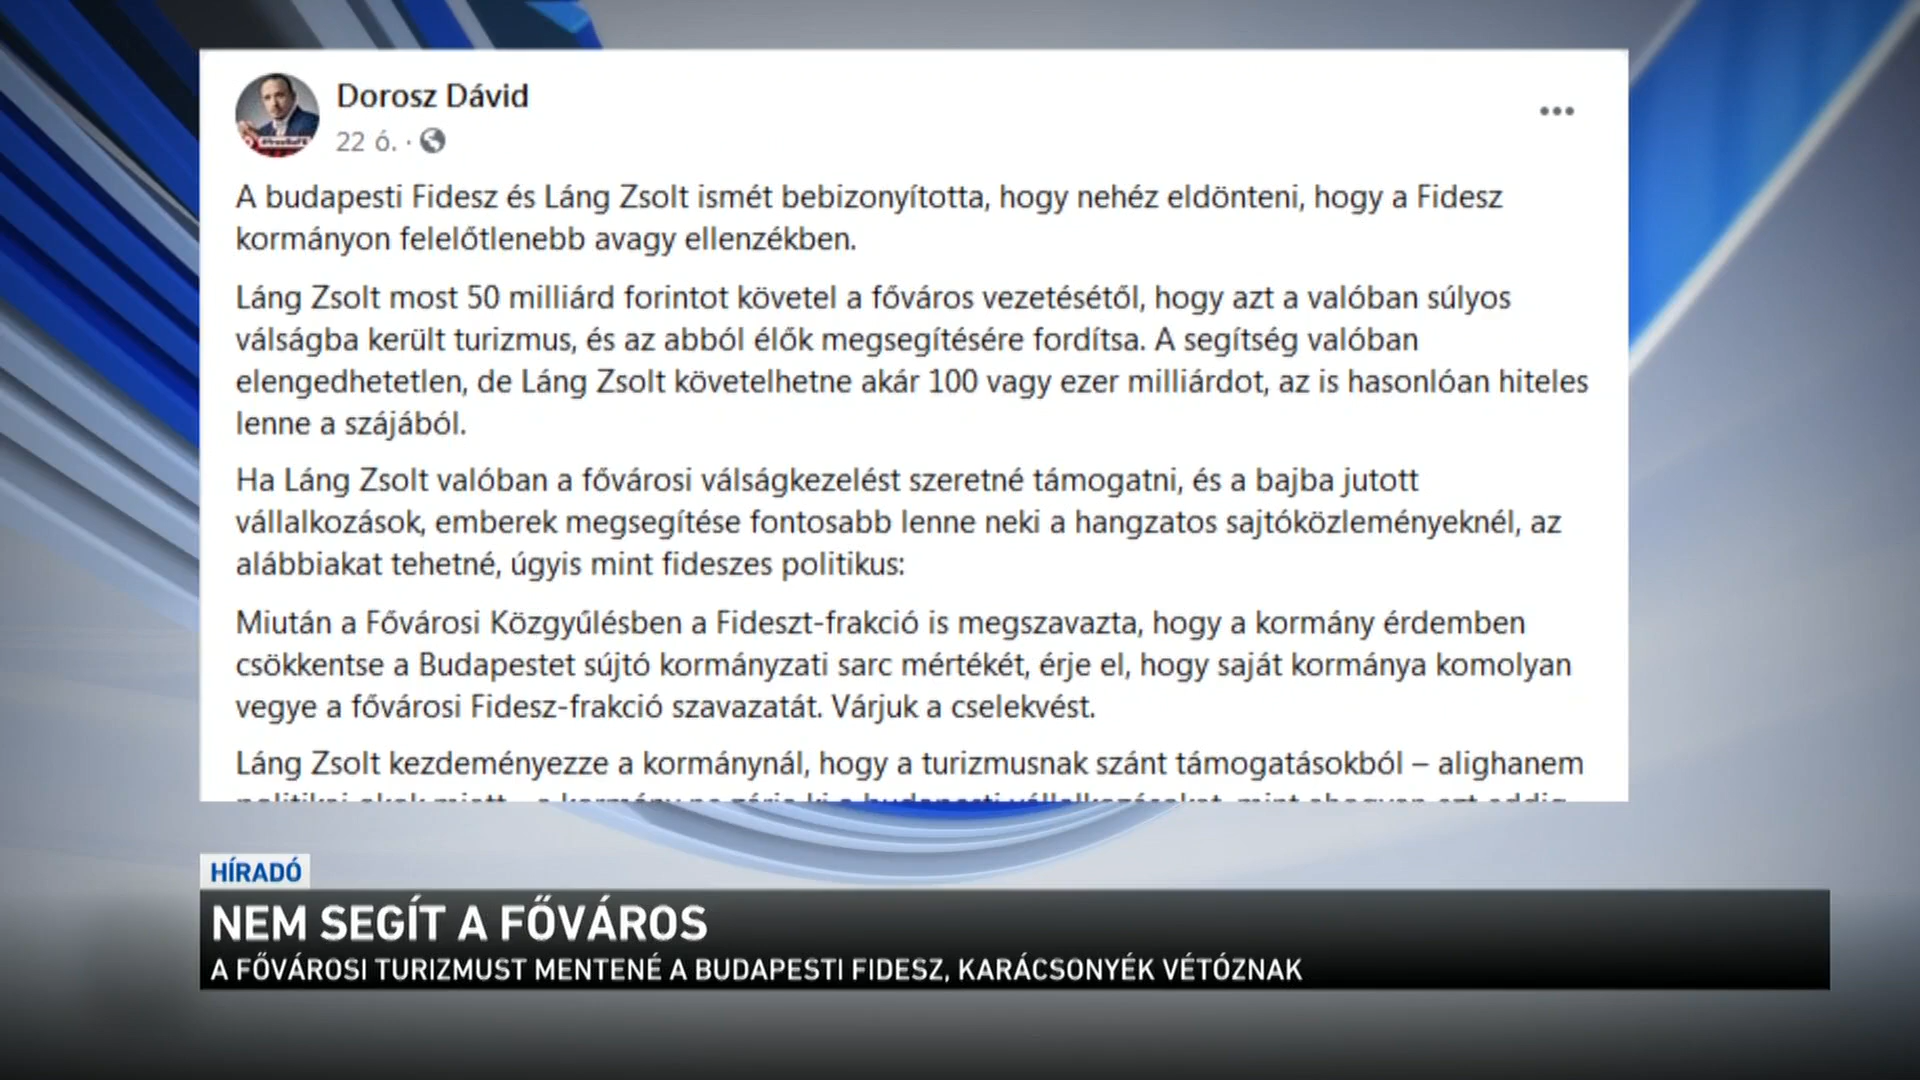 Dorosz Dávid
22 ó. ·
A budapesti Fidesz és Láng Zsolt ismét bebizonyította, hogy nehéz eldönteni, hogy a Fidesz
kormányon felelőtlenebb avagy ellenzékben.
Láng Zsolt most 50 milliárd forintot követel a főváros vezetésétől, hogy azt a valóban súlyos
válságba került turizmus, és az abból élők megsegítésére fordítsa. A segítség valóban
elengedhetetlen, de Láng Zsolt követelhetne akár 100 vagy ezer milliárdot, az is hasonlóan hiteles
lenne a szájából.
Ha Láng Zsolt valóban a fővárosi válságkezelést szeretné támogatni, és a bajba jutott
vállalkozások, emberek megsegítése fontosabb lenne neki a hangzatos sajtóközleményeknél, az
alábbiakat tehetné, úgyis mint fideszes politikus:
Miután a Fővárosi Közgyűlésben a Fideszt-frakció is megszavazta, hogy a kormány érdemben
csökkentse a Budapestet sújtó kormányzati sarc mértékét, érje el, hogy saját kormánya komolyan
vegye a fővárosi Fidesz-frakció szavazatát. Várjuk a cselekvést.
Láng Zsolt kezdeményezze a kormánynál, hogy a turizmusnak szánt támogatásokból – alighanem
HÍRADÓ
NEM SEGÍT A FŐVÁROS
A FŐVÁROSI TURIZMUST MENTENÉ A BUDAPESTI FIDESZ, KARÁCSONYÉK VÉTÓZNAK